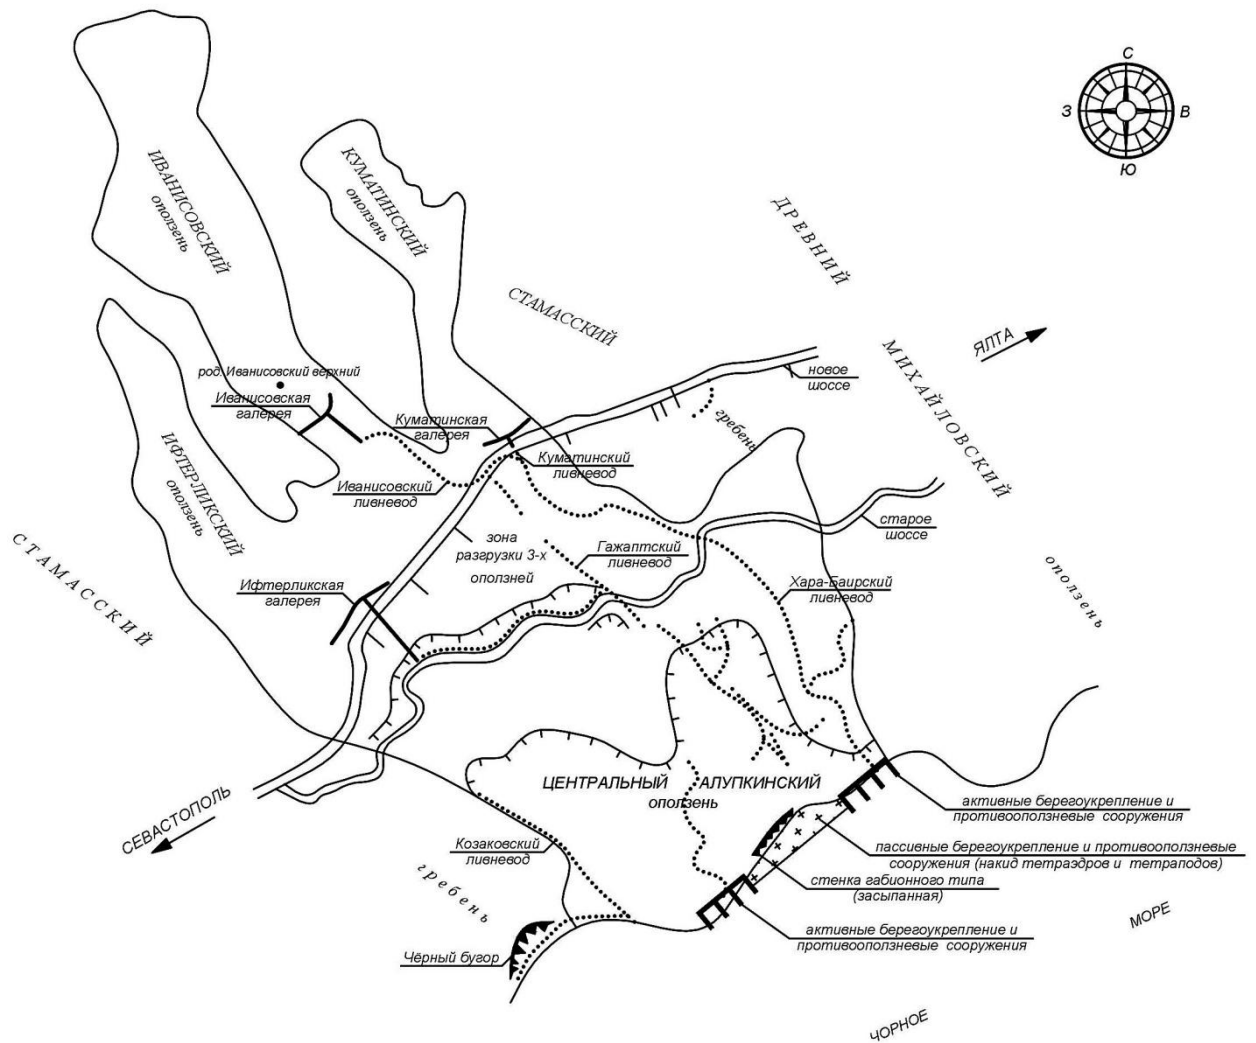 С
З
В
Ю
ИВАНИСОВСКИЙ
оползень
КУМАТИНСКИЙ
оползень
ДРЕВНИЙ
СТАМАССКИЙ
МИХАЙЛОВСКИЙ
ЯЛТА
новое
шоссе
род. Иванисовский верхний
Иванисовская
галерея
Куматинская
галерея
гребень
ИФТЕРЛИКСКИЙ
оползень
Куматинский
ливневод
Иванисовский
ливневод
старое
шоссе
СТАМАССКИЙ
зона
разгрузки 3-х
оползней
Гажаптский
ливневод
Хара-Баирский
ливневод
оползень
Ифтерликская
галерея
ЦЕНТРАЛЬНЫЙ АЛУПКИНСКИЙ
оползень
СЕВАСТОПОЛЬ
активные берегоукрепление и
противооползневые сооружения
Козаковский
ливневод
пассивные берегоукрепление и противооползневые
сооружения (накид тетраэдров и тетраподов)
гребень
стенка габионного типа
(засыпанная)
МОРЕ
активные берегоукрепление и
противооползневые сооружения
Чёрный бугор
ЧОРНОЕ